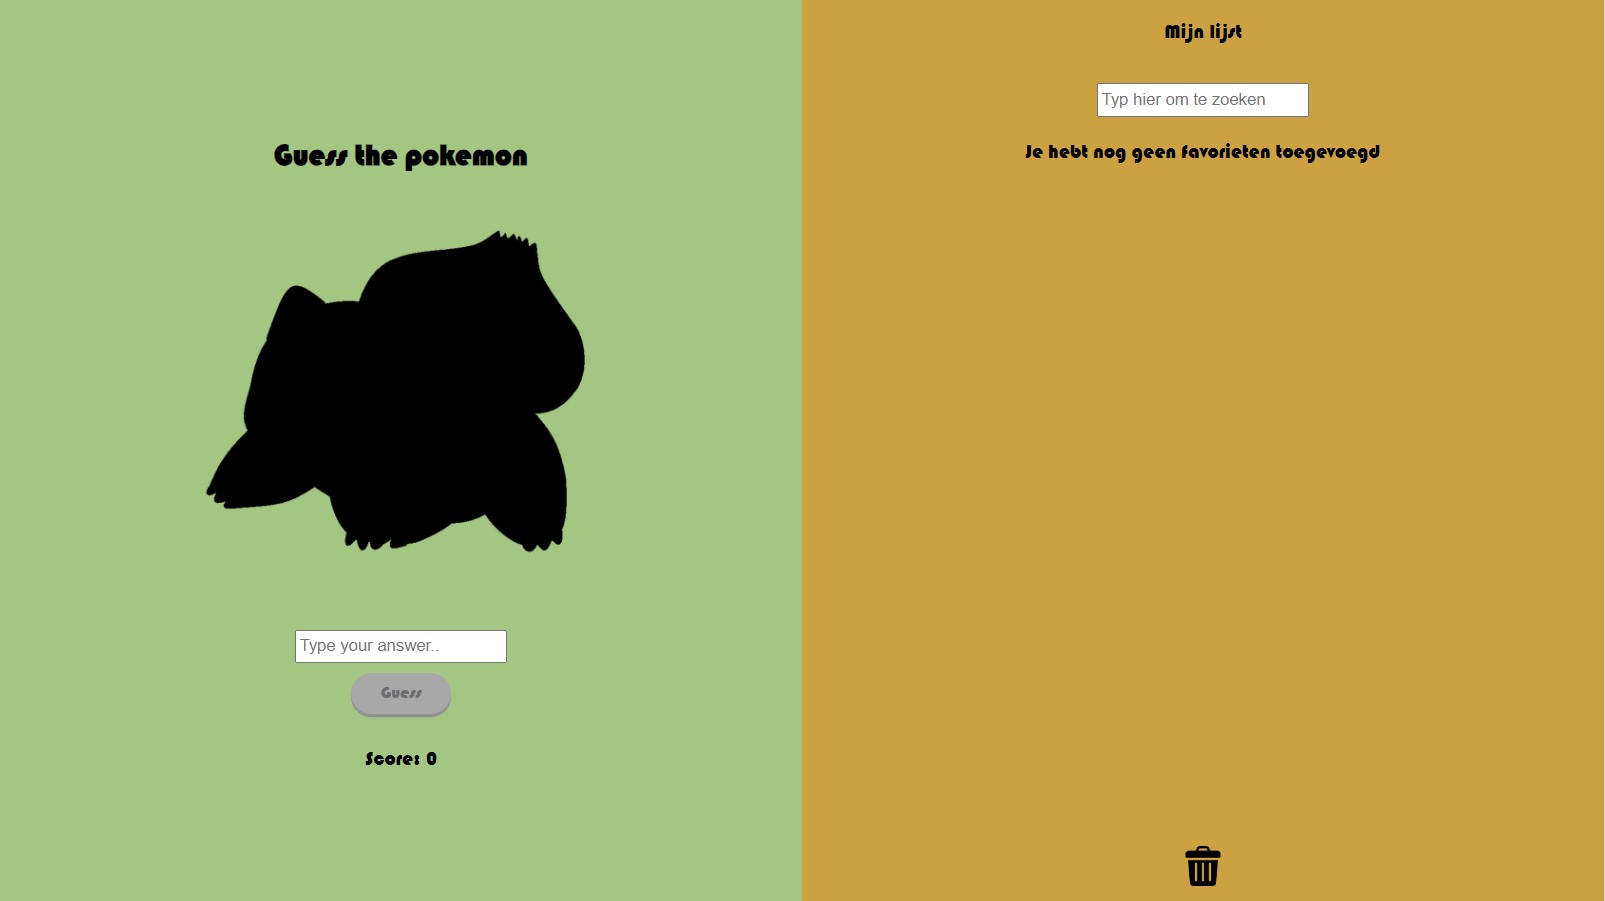 Guess the pokemon
Type your answer..
Guess
Score: 0
Mijn lijst
Typ hier om te zoeken
Je hebt nog geen favorieten toegevoegd